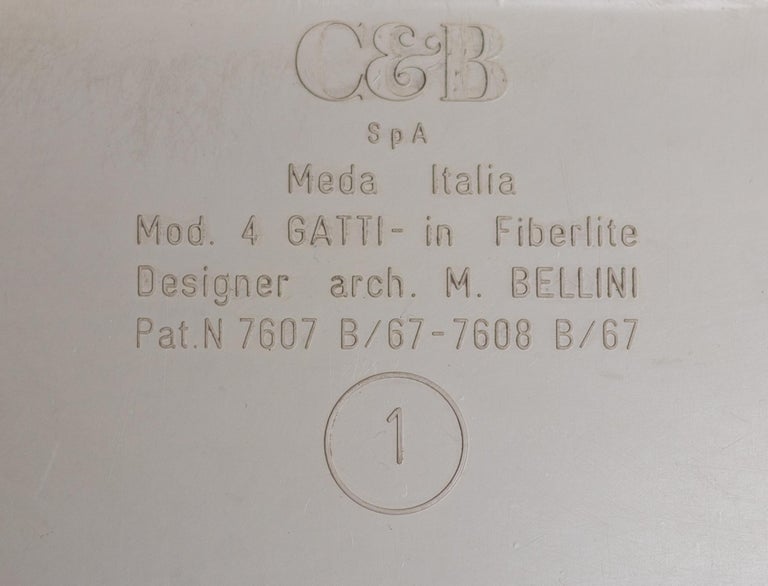 C&B
SpA
Meda Italia
Mod. 4 GATTI- in Fiberlite
Designer arch. M. BELLINI
Pat.N 7607 B/67-7608 B/67
1